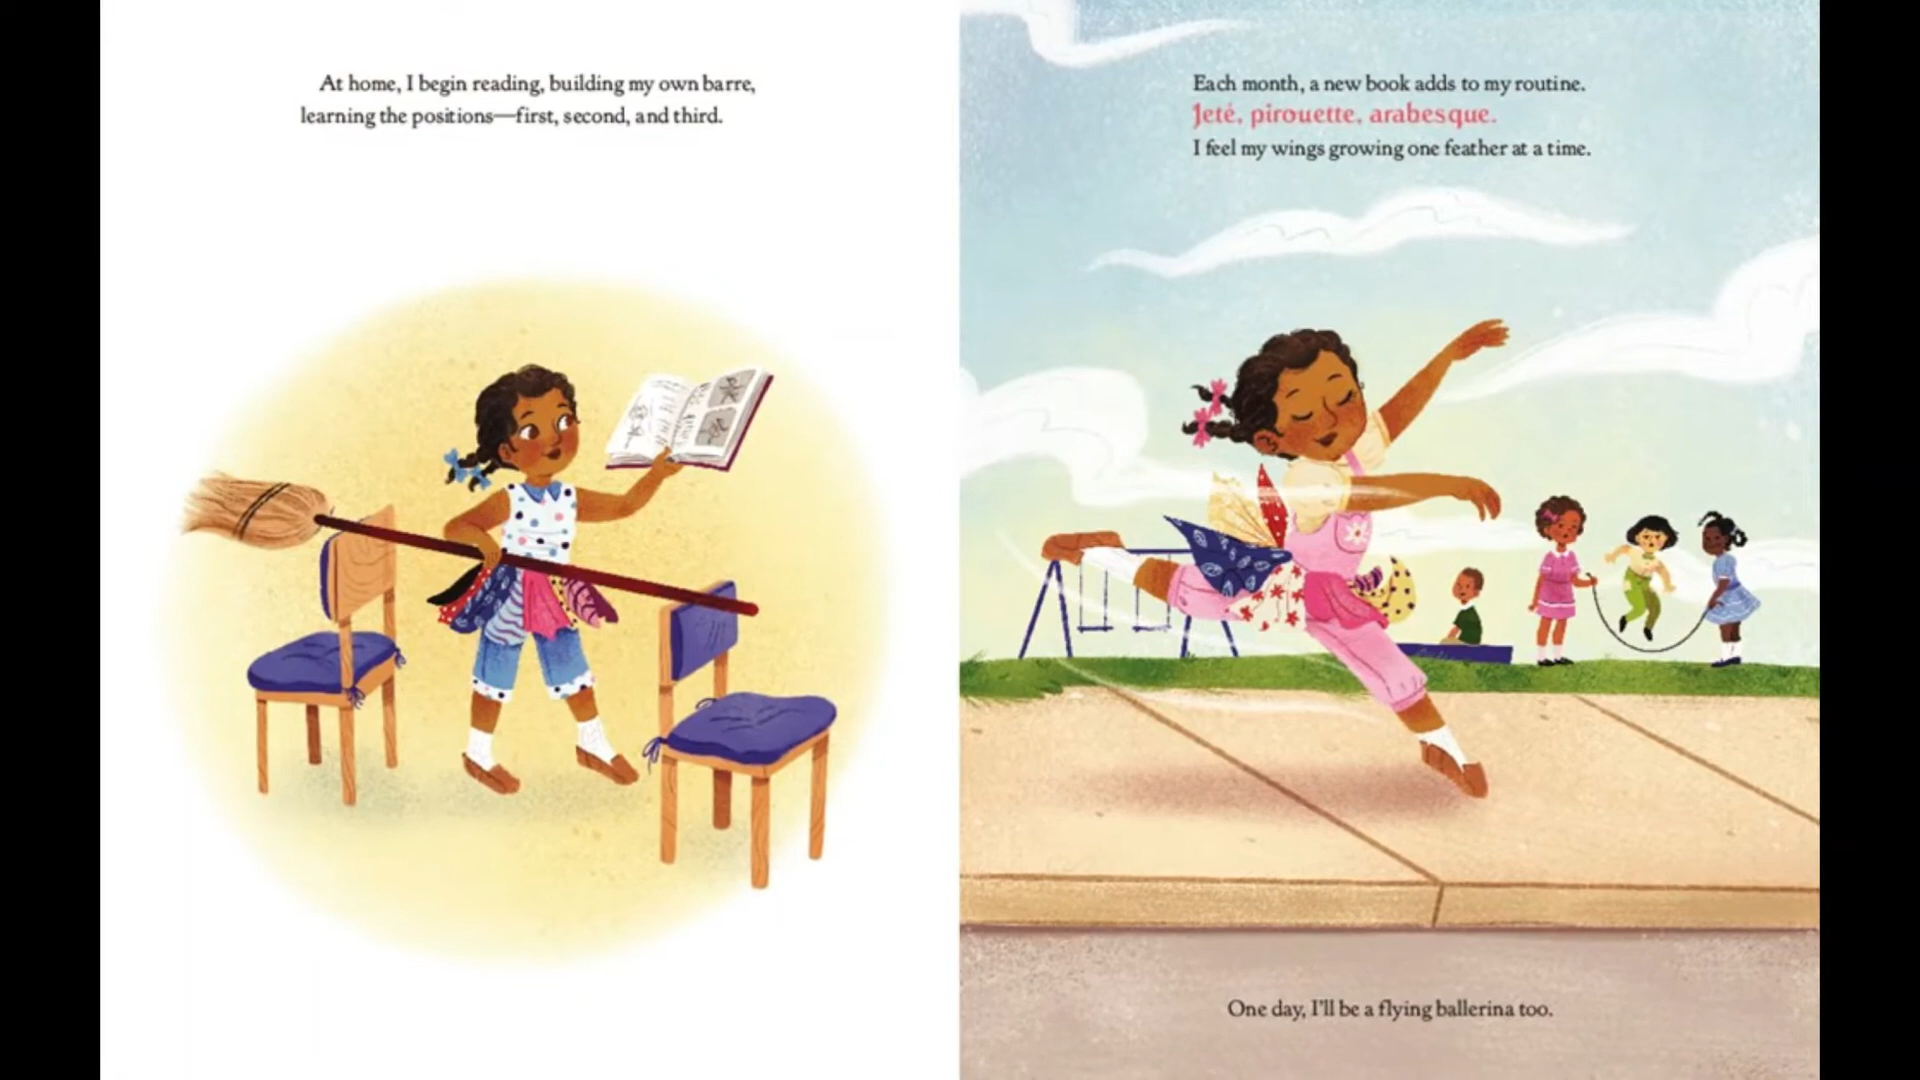 At home, I begin reading, building my own barre,
learning the positions—first, second, and third.
Each month, a new book adds to my routine.
Jeté, pirouette, arabesque.
I feel my wings growing one feather at a time.
One day, I'll be a flying ballerina too.